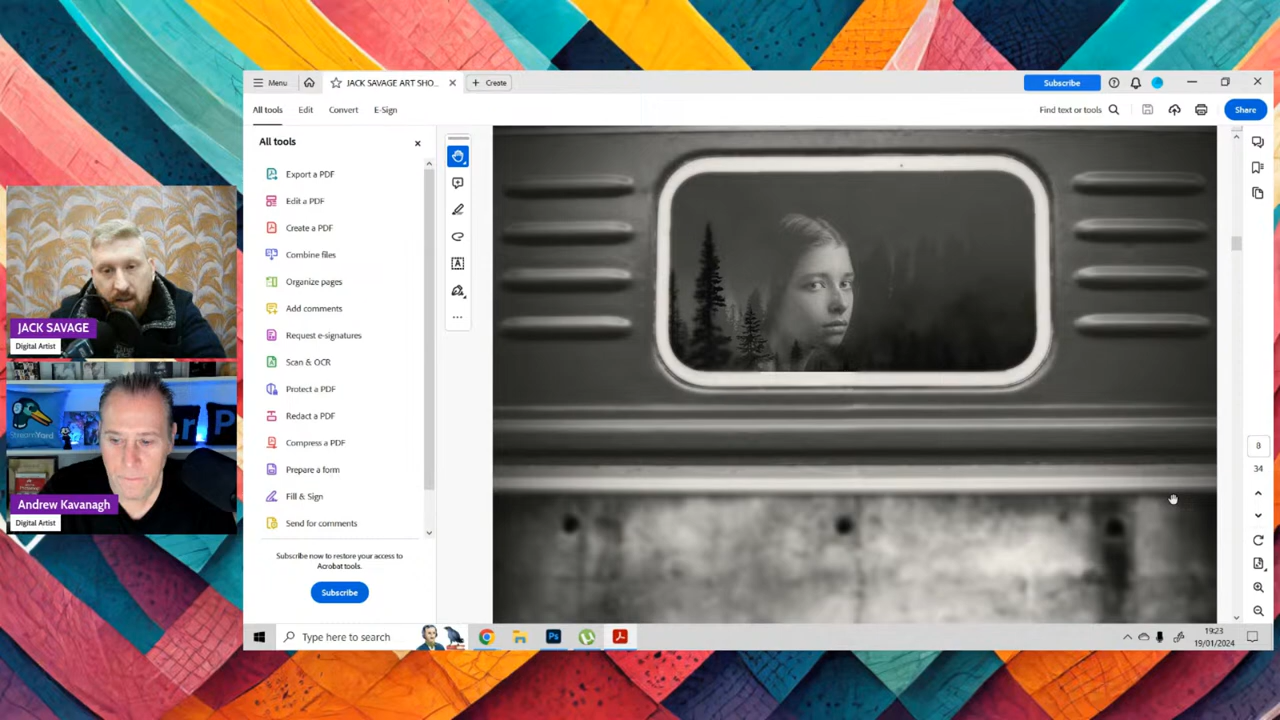 Menu
JACK SAVAGE ART SHO...
Create
Subscribe
All tools
Edit
Convert
E-Sign
Find text or tools
Share
All tools
Export a PDF
Edit a PDF
Create a PDF
Combine files
Organize pages
Add comments
Request e-signatures
Scan & OCR
Protect a PDF
Redact a PDF
Compress a PDF
Prepare a form
Fill & Sign
Send for comments
Subscribe now to restore your access to
Acrobat tools.
Subscribe
8
34
JACK SAVAGE
Digital Artist
StreamYard
Andrew Kavanagh
Digital Artist
Type here to search
Ps
19:23
19/01/2024